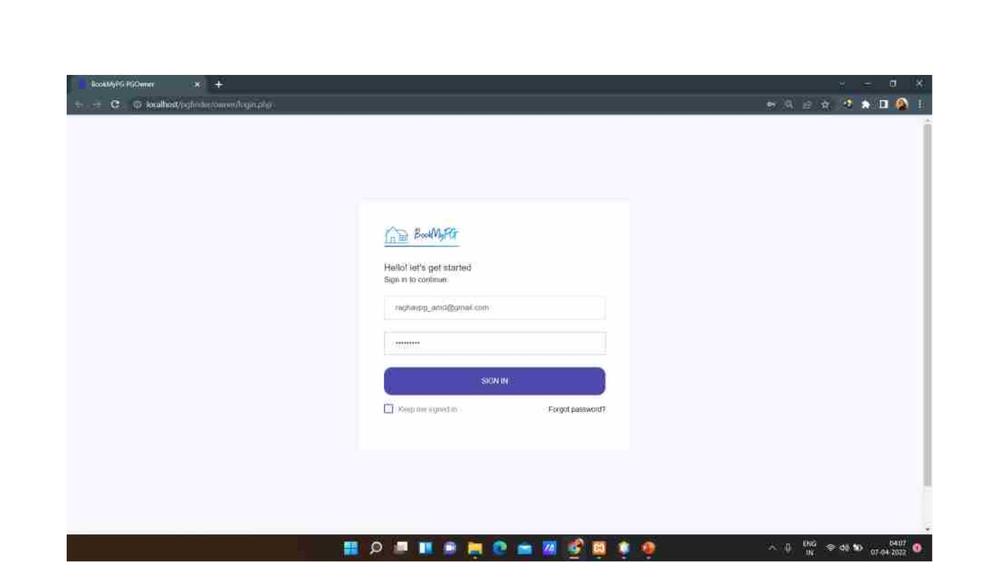 BookMyPG PGOwner
localhost/pgfinder/owner/login.php
BookMyPG
Hello! let's get started
Sign in to continue.
raghavpg_amd@gmail.com
•••••••••
SIGN IN
Keep me signed in
Forgot password?
ENG
IN
04:07
07-04-2022